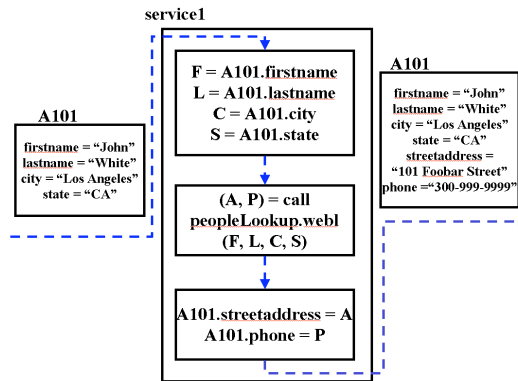 service1
A101
firstname = “John”
lastname = “White”
city = “Los Angeles”
state = “CA”
F = A101.firstname
L = A101.lastname
C = A101.city
S = A101.state
(A, P) = call
peopleLookup.webl
(F, L, C, S)
A101.streetaddress = A
A101.phone = P
A101
firstname = “John”
lastname = “White”
city = “Los Angeles”
state = “CA”
streetaddress =
“101 Foobar Street”
phone =“300-999-9999”